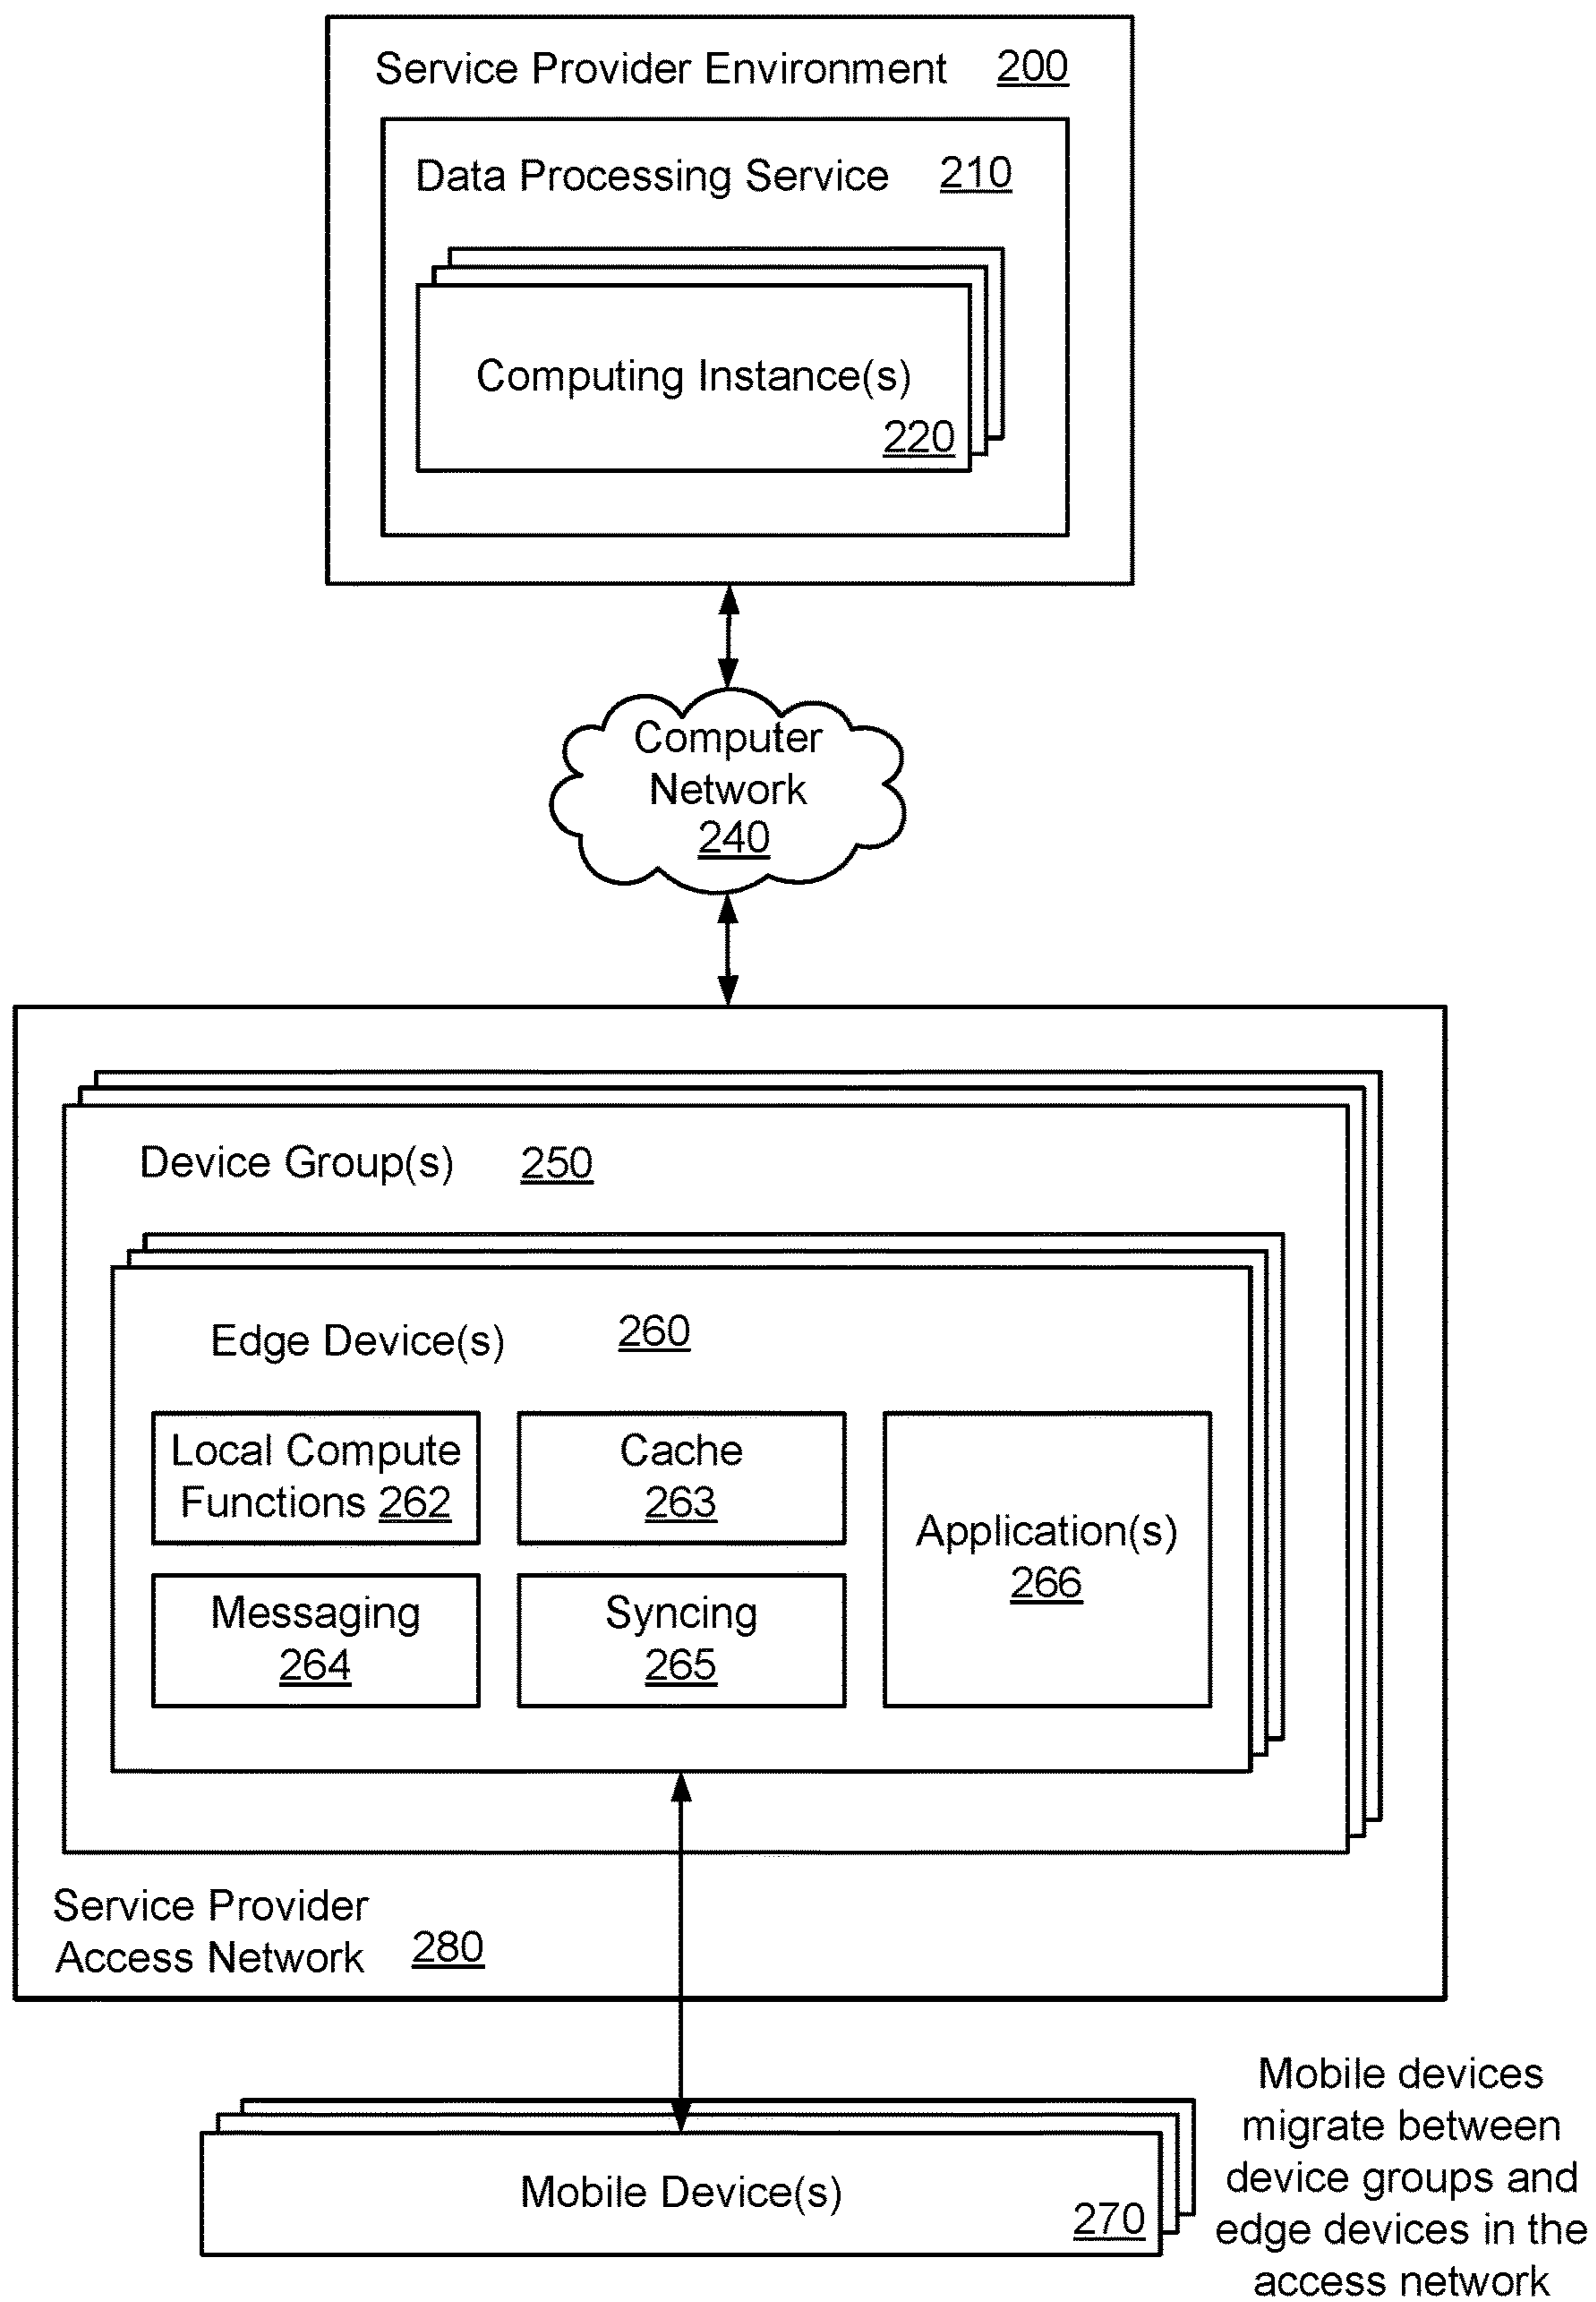 Service Provider Environment 200
Data Processing Service 210
Computing Instance(s)
220
Computer
Network
240
Device Group(s) 250
Edge Device(s) 260
Local Compute
Functions 262
Cache
263
Application(s)
266
Messaging
264
Syncing
265
Service Provider
Access Network 280
Mobile Device(s)
270
Mobile devices
migrate between
device groups and
edge devices in the
access network